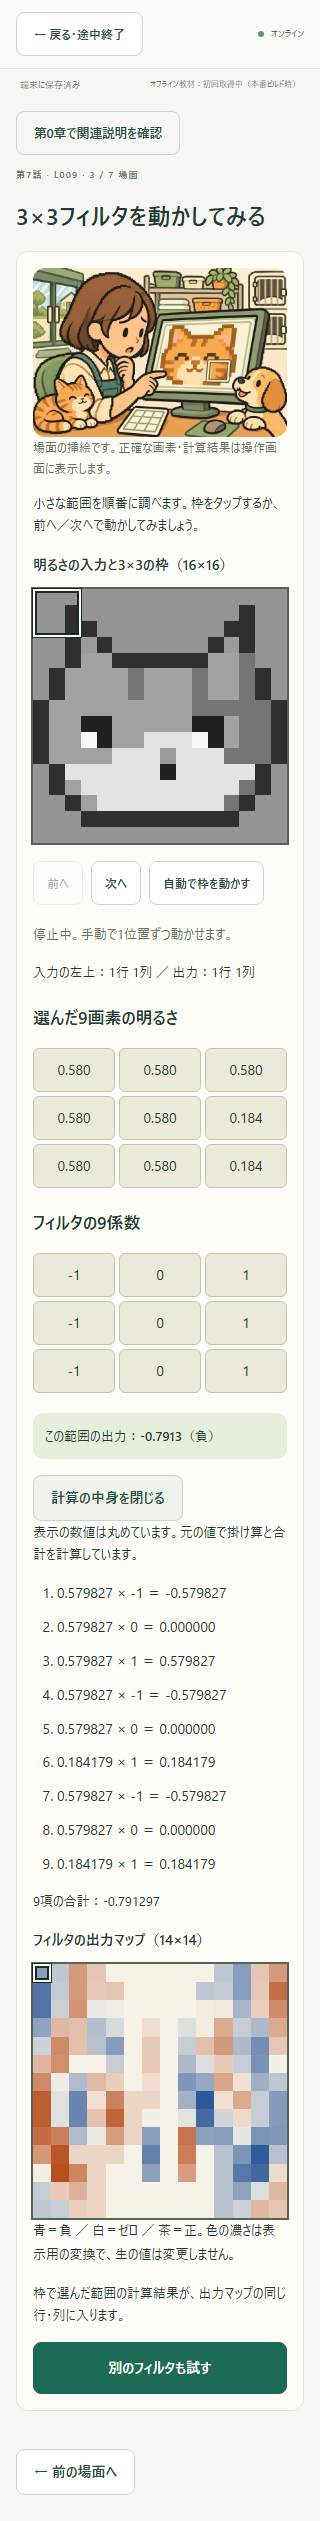 ← 戻る・途中終了
オンライン
端末に保存済み
オフライン教材：初回取得中（本番ビルド時）
第0章で関連説明を確認
第7話 · L009 · 3 / 7 場面
3×3フィルタを動かしてみる
場面の挿絵です。正確な画素・計算結果は操作画
面に表示します。
小さな範囲を順番に調べます。枠をタップするか、
前へ／次へで動かしてみましょう。
明るさの入力と3×3の枠（16×16）
前へ
次へ
自動で枠を動かす
停止中。手動で1位置ずつ動かせます。
入力の左上：1行 1列 ／ 出力：1行 1列
選んだ9画素の明るさ
0.580 0.580 0.580
0.580 0.580 0.184
0.580 0.580 0.184
フィルタの9係数
-1 0 1
-1 0 1
-1 0 1
この範囲の出力：-0.7913（負）
計算の中身を閉じる
表示の数値は丸めています。元の値で掛け算と合
計を計算しています。
1. 0.579827 × -1 ＝ -0.579827
2. 0.579827 × 0 ＝ 0.000000
3. 0.579827 × 1 ＝ 0.579827
4. 0.579827 × -1 ＝ -0.579827
5. 0.579827 × 0 ＝ 0.000000
6. 0.184179 × 1 ＝ 0.184179
7. 0.579827 × -1 ＝ -0.579827
8. 0.579827 × 0 ＝ 0.000000
9. 0.184179 × 1 ＝ 0.184179
9項の合計：-0.791297
フィルタの出力マップ（14×14）
青＝負 ／ 白＝ゼロ ／ 茶＝正。色の濃さは表
示用の変換で、生の値は変更しません。
枠で選んだ範囲の計算結果が、出力マップの同じ
行・列に入ります。
別のフィルタも試す
← 前の場面へ